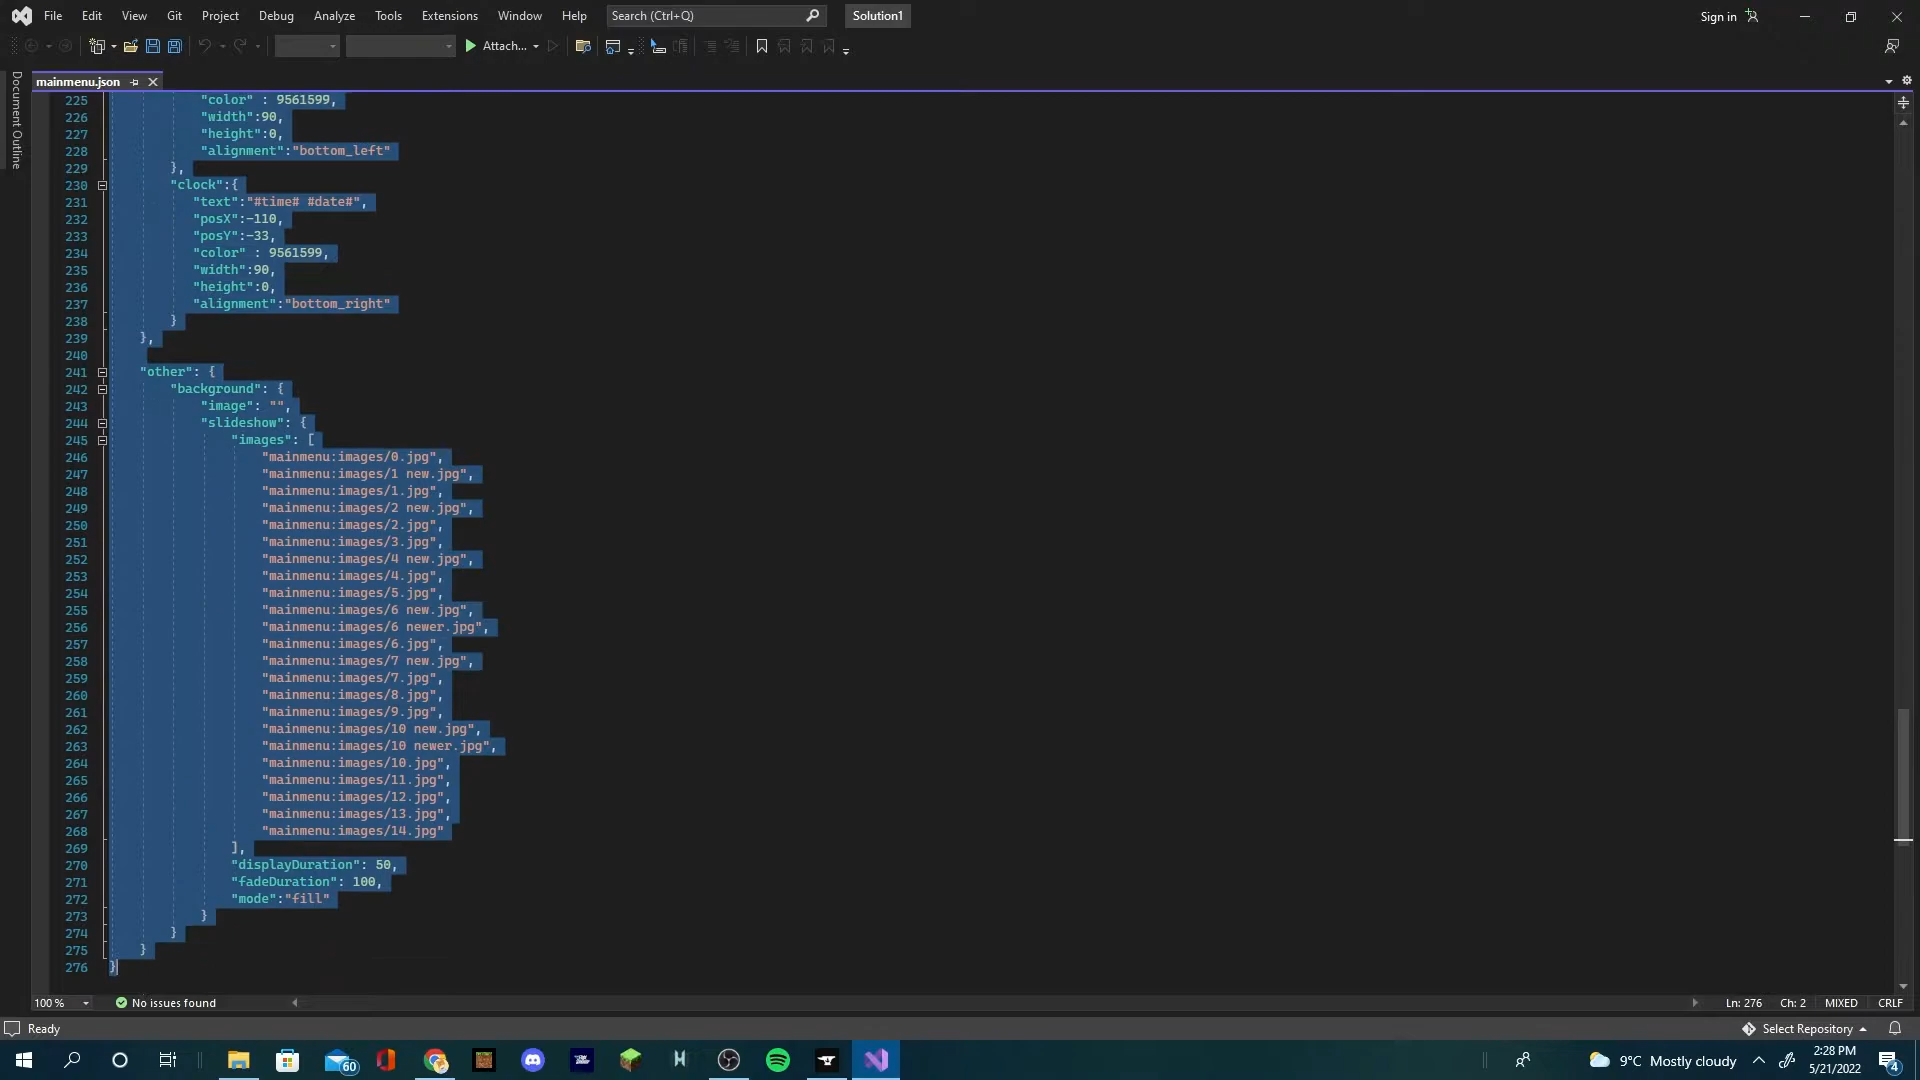 File Edit View Git Project Debug Analyze Tools Extensions Window Help Search (Ctrl+Q) Solution1 Sign in
Attach...
mainmenu.json
Document Outline
225 "color" : 9561599,
226 "width":90,
227 "height":0,
228 "alignment":"bottom_left"
229 },
230 "clock":{
231 "text":"#time# #date#",
232 "posX":-110,
233 "posY":-33,
234 "color" : 9561599,
235 "width":90,
236 "height":0,
237 "alignment":"bottom_right"
238 }
239 },
240
241 "other": {
242 "background": {
243 "image": "",
244 "slideshow": {
245 "images": [
246 "mainmenu:images/0.jpg",
247 "mainmenu:images/1 new.jpg",
248 "mainmenu:images/1.jpg",
249 "mainmenu:images/2 new.jpg",
250 "mainmenu:images/2.jpg",
251 "mainmenu:images/3.jpg",
252 "mainmenu:images/4 new.jpg",
253 "mainmenu:images/4.jpg",
254 "mainmenu:images/5.jpg",
255 "mainmenu:images/6 new.jpg",
256 "mainmenu:images/6 newer.jpg",
257 "mainmenu:images/6.jpg",
258 "mainmenu:images/7 new.jpg",
259 "mainmenu:images/7.jpg",
260 "mainmenu:images/8.jpg",
261 "mainmenu:images/9.jpg",
262 "mainmenu:images/10 new.jpg",
263 "mainmenu:images/10 newer.jpg",
264 "mainmenu:images/10.jpg",
265 "mainmenu:images/11.jpg",
266 "mainmenu:images/12.jpg",
267 "mainmenu:images/13.jpg",
268 "mainmenu:images/14.jpg"
269 ],
270 "displayDuration": 50,
271 "fadeDuration": 100,
272 "mode":"fill"
273 }
274 }
275 }
276 }
100 % No issues found Ln: 276 Ch: 2 MIXED CRLF
Ready Select Repository
60 9°C Mostly cloudy 2:28 PM
5/21/2022 4